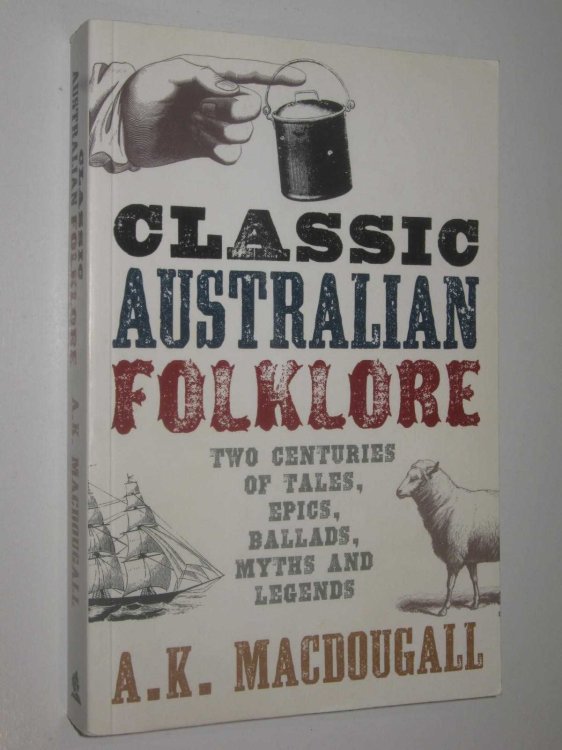 CLASSIC
AUSTRALIAN
FOLKLORE
TWO CENTURIES
OF TALES,
EPICS,
BALLADS,
MYTHS AND
LEGENDS
A.K. MACDOUGALL
CLASSIC
AUSTRALIAN FOLKLORE
A.K. MACDOUGALL